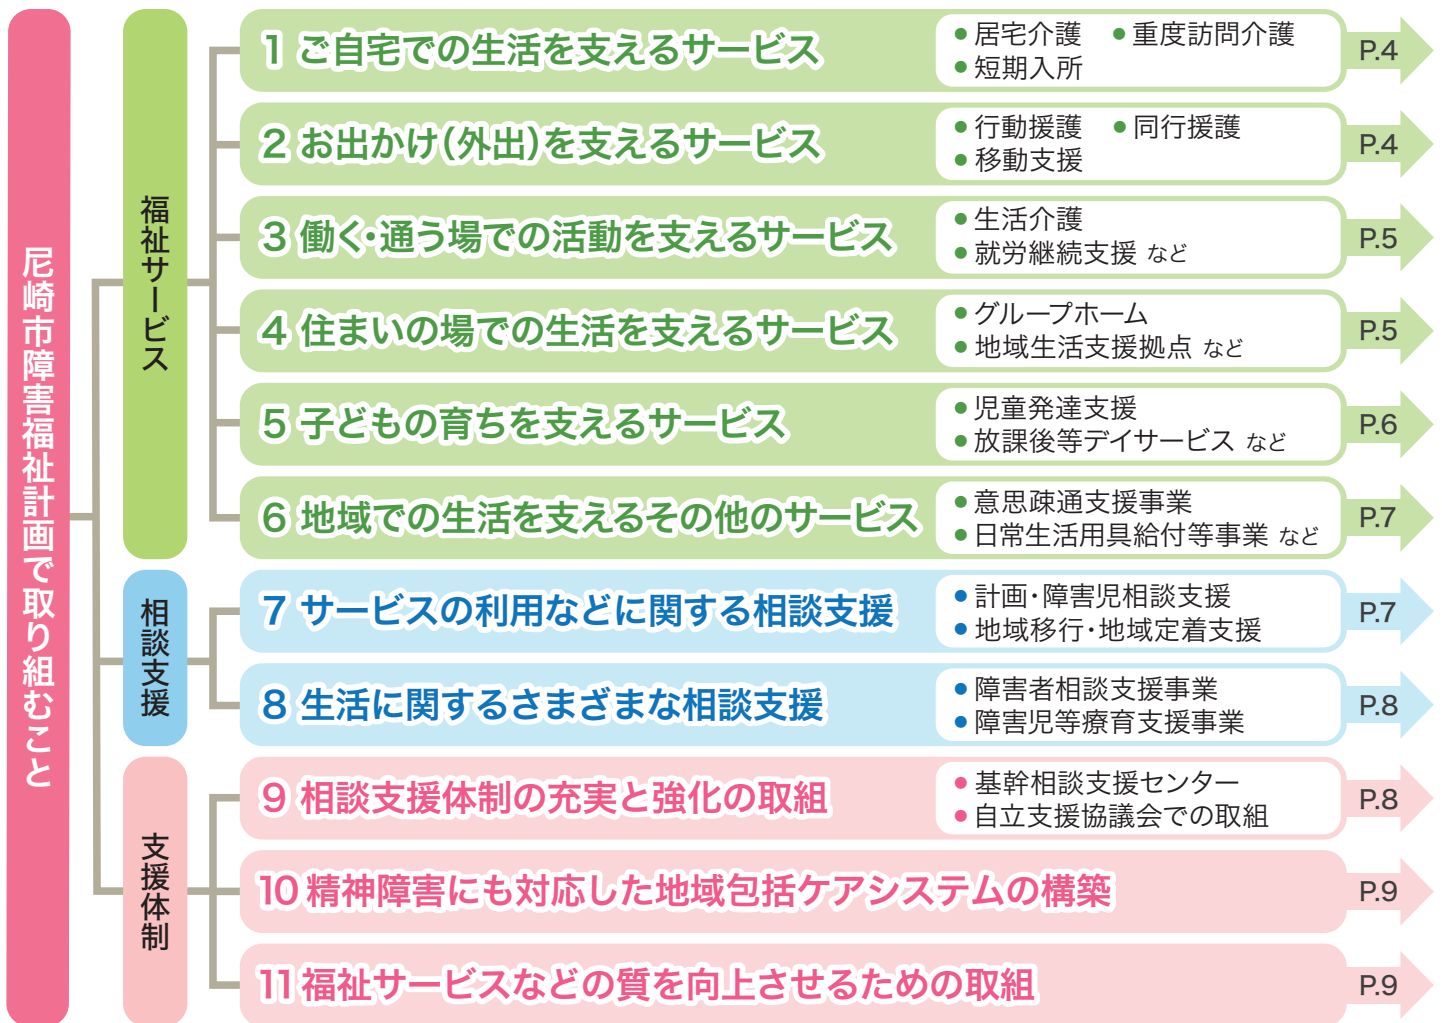 尼崎市障害福祉計画で取り組むこと
福祉サービス
1 ご自宅での生活を支えるサービス
● 居宅介護 ● 重度訪問介護
● 短期入所
P.4
2 お出かけ(外出)を支えるサービス
● 行動援護 ● 同行援護
● 移動支援
P.4
3 働く・通う場での活動を支えるサービス
● 生活介護
● 就労継続支援 など
P.5
4 住まいの場での生活を支えるサービス
● グループホーム
● 地域生活支援拠点 など
P.5
5 子どもの育ちを支えるサービス
● 児童発達支援
● 放課後等デイサービス など
P.6
6 地域での生活を支えるその他のサービス
● 意思疎通支援事業
● 日常生活用具給付等事業 など
P.7
相談支援
7 サービスの利用などに関する相談支援
● 計画・障害児相談支援
● 地域移行・地域定着支援
P.7
8 生活に関するさまざまな相談支援
● 障害者相談支援事業
● 障害児等療育支援事業
P.8
支援体制
9 相談支援体制の充実と強化の取組
● 基幹相談支援センター
● 自立支援協議会での取組
P.8
10 精神障害にも対応した地域包括ケアシステムの構築
P.9
11 福祉サービスなどの質を向上させるための取組
P.9